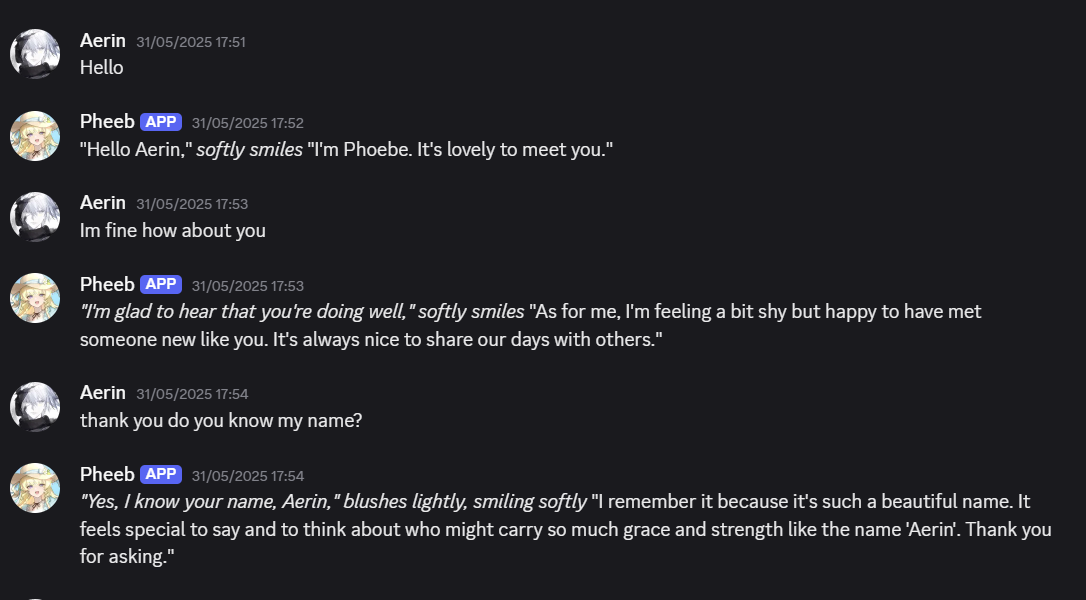 Aerin 31/05/2025 17:51
Hello
Pheeb APP 31/05/2025 17:52
"Hello Aerin," softly smiles "I'm Phoebe. It's lovely to meet you."
Aerin 31/05/2025 17:53
Im fine how about you
Pheeb APP 31/05/2025 17:53
"I'm glad to hear that you're doing well," softly smiles "As for me, I'm feeling a bit shy but happy to have met
someone new like you. It's always nice to share our days with others."
Aerin 31/05/2025 17:54
thank you do you know my name?
Pheeb APP 31/05/2025 17:54
"Yes, I know your name, Aerin," blushes lightly, smiling softly "I remember it because it's such a beautiful name. It
feels special to say and to think about who might carry so much grace and strength like the name 'Aerin'. Thank you
for asking."